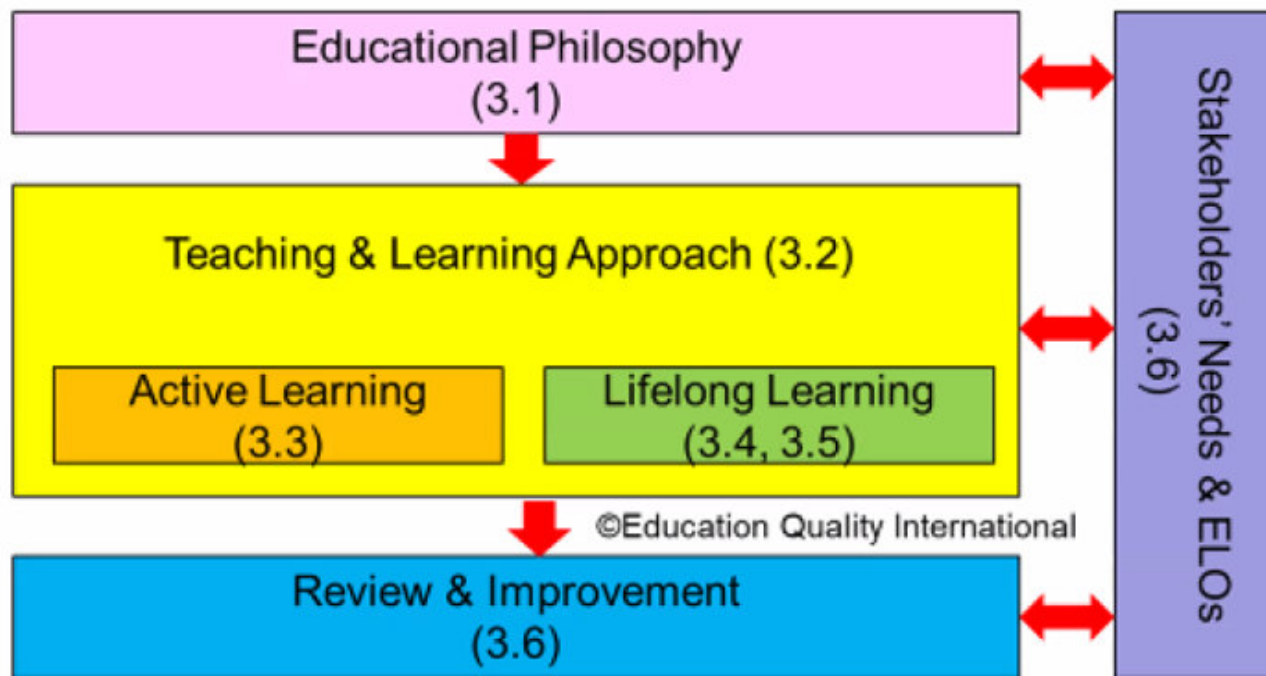 Educational Philosophy
(3.1)
Teaching & Learning Approach (3.2)
Active Learning
(3.3)
Lifelong Learning
(3.4, 3.5)
©Education Quality International
Review & Improvement
(3.6)
Stakeholders' Needs & ELOs
(3.6)